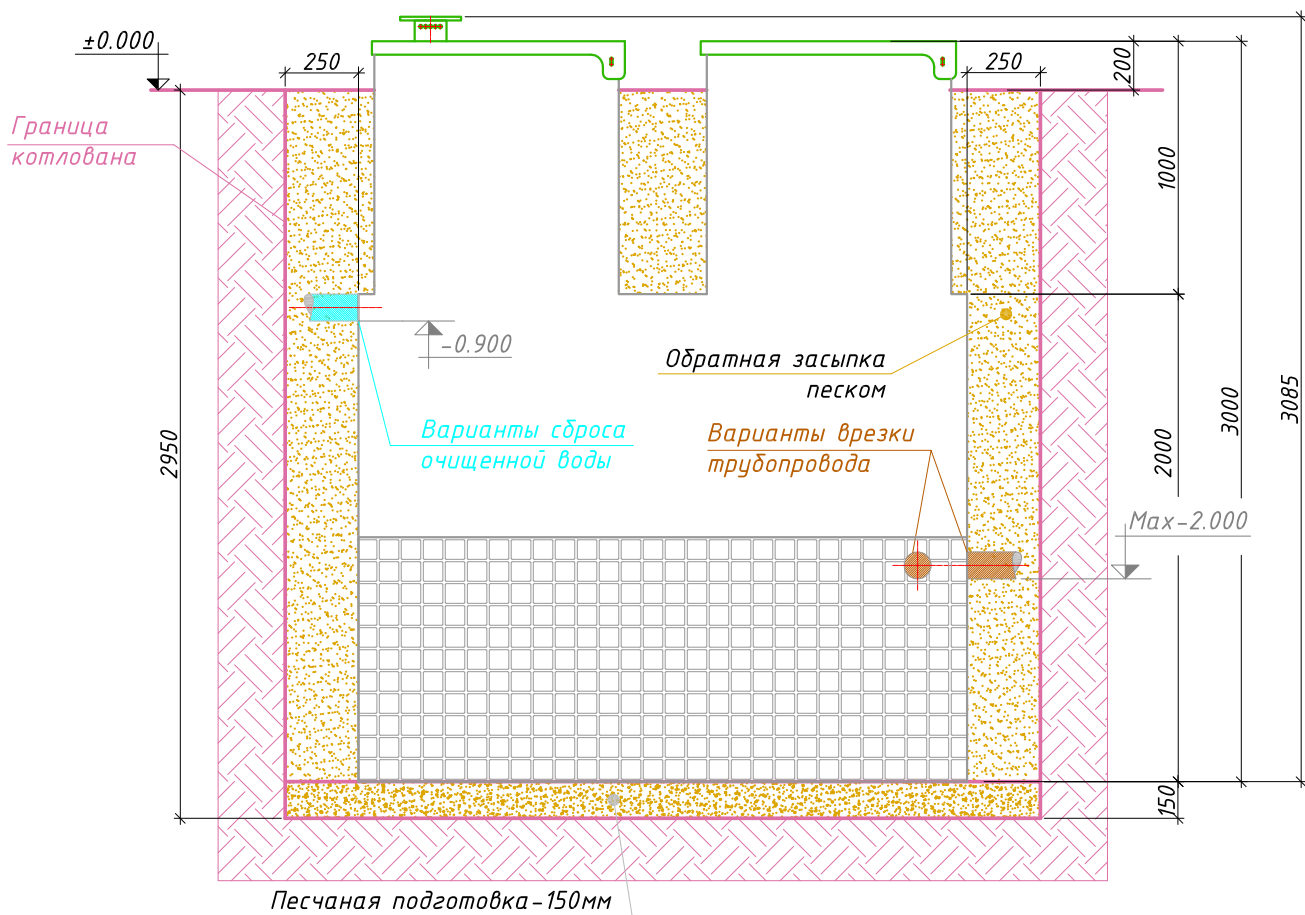 ±0.000
250
250
200
Граница
котлована
1000
-0.900
Обратная засыпка
песком
3085
3000
2950
Варианты сброса
очищенной воды
Варианты врезки
трубопровода
2000
Max-2.000
150
Песчаная подготовка-150мм